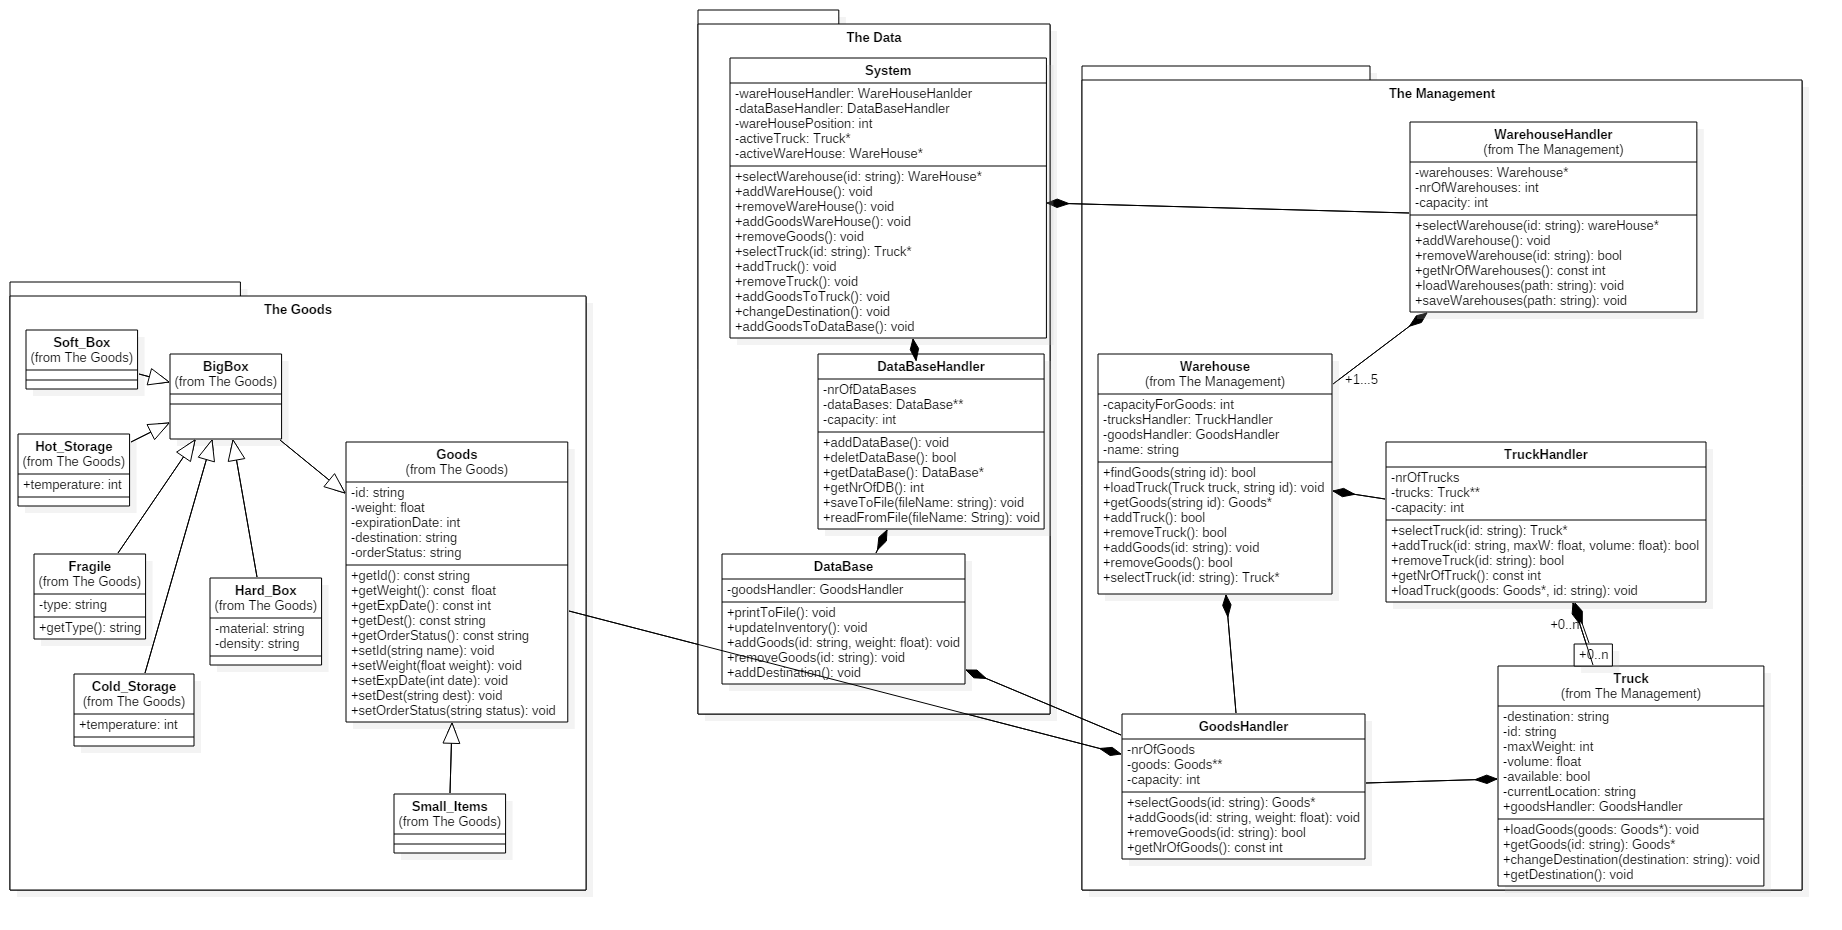 The Goods
Soft_Box
(from The Goods)
BigBox
(from The Goods)
Hot_Storage
(from The Goods)
+temperature: int
Fragile
(from The Goods)
-type: string
+getType(): string
Hard_Box
(from The Goods)
-material: string
-density: string
Cold_Storage
(from The Goods)
+temperature: int
Goods
(from The Goods)
-id: string
-weight: float
-expirationDate: int
-destination: string
-orderStatus: string
+getId(): const string
+getWeight(): const  float
+getExpDate(): const int
+getDest(): const string
+getOrderStatus(): const string
+setId(string name): void
+setWeight(float weight): void
+setExpDate(int date): void
+setDest(string dest): void
+setOrderStatus(string status): void
Small_Items
(from The Goods)
The Data
System
-wareHouseHandler: WareHouseHanlder
-dataBaseHandler: DataBaseHandler
-wareHousePosition: int
-activeTruck: Truck*
-activeWareHouse: WareHouse*
+selectWarehouse(id: string): WareHouse*
+addWareHouse(): void
+removeWareHouse(): void
+addGoodsWareHouse(): void
+removeGoods(): void
+selectTruck(id: string): Truck*
+addTruck(): void
+removeTruck(): void
+addGoodsToTruck(): void
+changeDestination(): void
+addGoodsToDataBase(): void
DataBaseHandler
-nrOfDataBases
-dataBases: DataBase**
-capacity: int
+addDataBase(): void
+deletDataBase(): bool
+getDataBase(): DataBase*
+getNrOfDB(): int
+saveToFile(fileName: string): void
+readFromFile(fileName: String): void
DataBase
-goodsHandler: GoodsHandler
+printToFile(): void
+updateInventory(): void
+addGoods(id: string, weight: float): void
+removeGoods(id: string): void
+addDestination(): void
The Management
WarehouseHandler
(from The Management)
-warehouses: Warehouse*
-nrOfWarehouses: int
-capacity: int
+selectWarehouse(id: string): wareHouse*
+addWarehouse(): void
+removeWarehouse(id: string): bool
+getNrOfWarehouses(): const int
+loadWarehouses(path: string): void
+saveWarehouses(path: string): void
+1...5
Warehouse
(from The Management)
-capacityForGoods: int
-trucksHandler: TruckHandler
-goodsHandler: GoodsHandler
-name: string
+findGoods(string id): bool
+loadTruck(Truck truck, string id): void
+getGoods(string id): Goods*
+addTruck(): bool
+removeTruck(): bool
+addGoods(id: string): void
+removeGoods(): bool
+selectTruck(id: string): Truck*
TruckHandler
-nrOfTrucks
-trucks: Truck**
-capacity: int
+selectTruck(id: string): Truck*
+addTruck(id: string, maxW: float, volume: float): bool
+removeTruck(id: string): bool
+getNrOfTruck(): const int
+loadTruck(goods: Goods*, id: string): void
+0..n
+0..n
Truck
(from The Management)
-destination: string
-id: string
-maxWeight: int
-volume: float
-available: bool
-currentLocation: string
+goodsHandler: GoodsHandler
+loadGoods(goods: Goods*): void
+getGoods(id: string): Goods*
+changeDestination(destination: string): void
+getDestination(): void
GoodsHandler
-nrOfGoods
-goods: Goods**
-capacity: int
+selectGoods(id: string): Goods*
+addGoods(id: string, weight: float): void
+removeGoods(id: string): bool
+getNrOfGoods(): const int